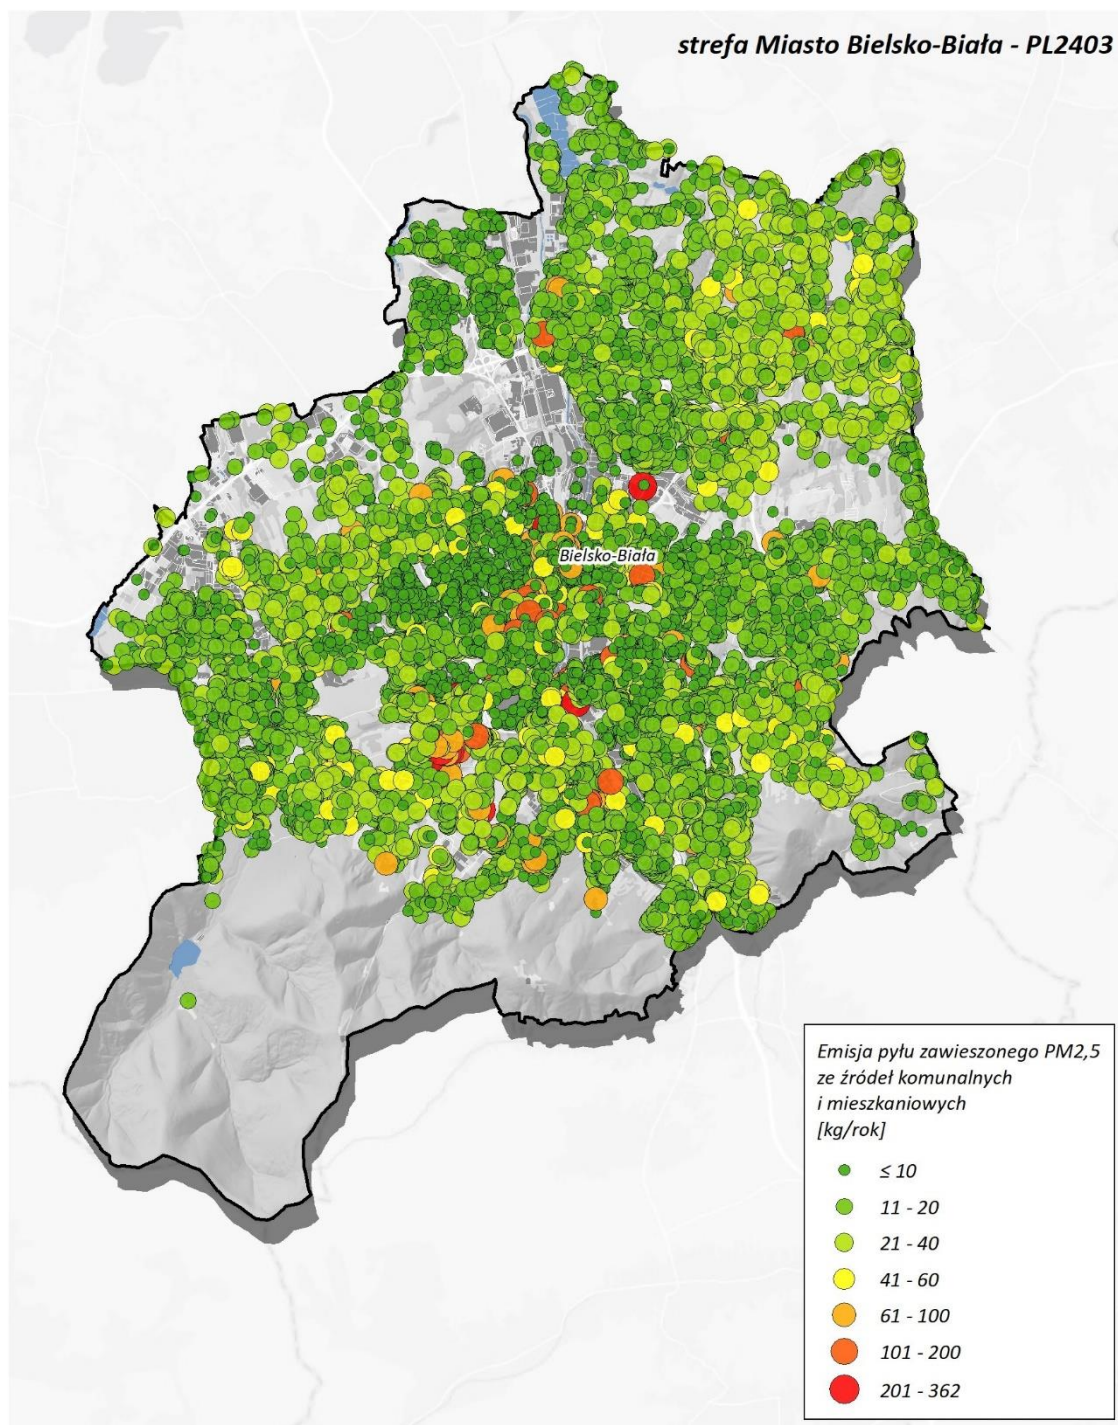 strefa Miasto Bielsko-Biała - PL2403
Bielsko-Biała
Emisja pyłu zawieszonego PM2,5
ze źródeł komunalnych
i mieszkaniowych
[kg/rok]
≤ 10
11 - 20
21 - 40
41 - 60
61 - 100
101 - 200
201 - 362